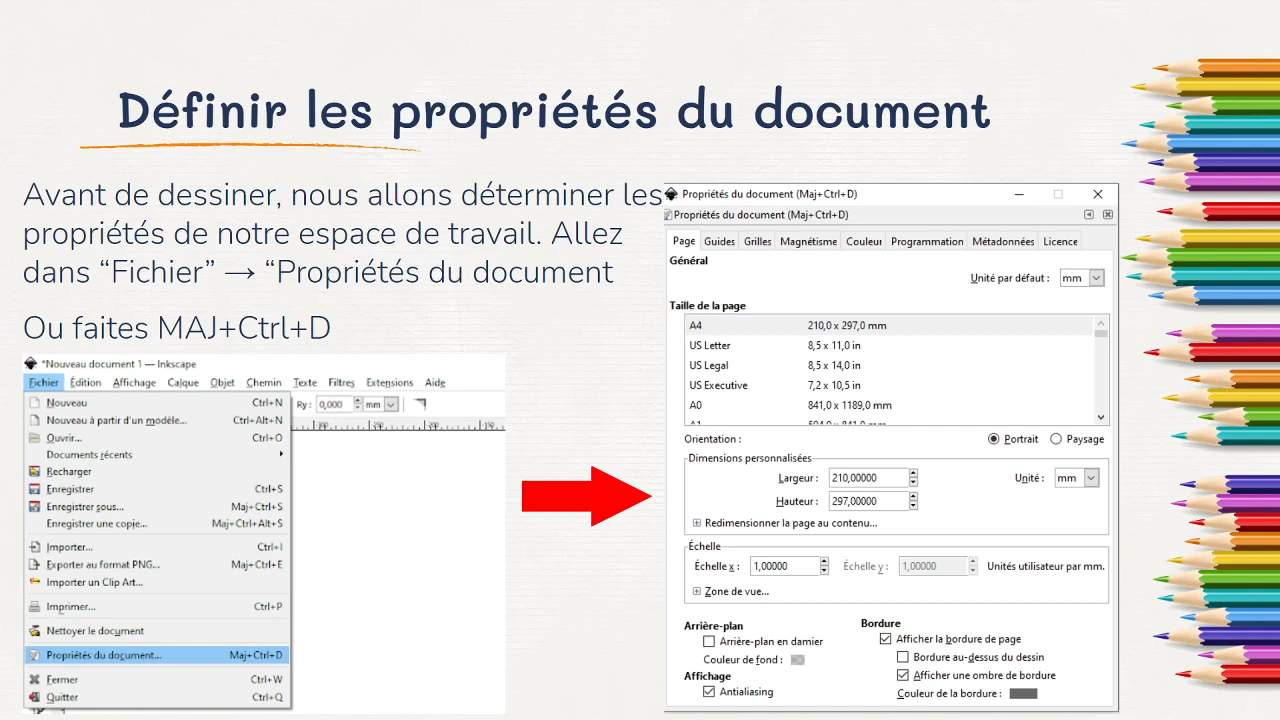 Définir les propriétés du document
Avant de dessiner, nous allons déterminer les
propriétés de notre espace de travail. Allez
dans “Fichier” → “Propriétés du document
Ou faites MAJ+Ctrl+D
*Nouveau document 1 — Inkscape
Fichier Édition Affichage Calque Objet Chemin Texte Filtres Extensions Aide
Nouveau Ctrl+N
Nouveau à partir d'un modèle... Ctrl+Alt+N
Ouvrir... Ctrl+O
Documents récents
Recharger
Enregistrer Ctrl+S
Enregistrer sous... Maj+Ctrl+S
Enregistrer une copie... Maj+Ctrl+Alt+S
Importer... Ctrl+I
Exporter au format PNG... Maj+Ctrl+E
Importer un Clip Art...
Imprimer... Ctrl+P
Nettoyer le document
Propriétés du document... Maj+Ctrl+D
Fermer Ctrl+W
Quitter Ctrl+Q
Ry : 0,000 mm
Propriétés du document (Maj+Ctrl+D)
Propriétés du document (Maj+Ctrl+D)
Page Guides Grilles Magnétisme Couleur Programmation Métadonnées Licence
Général
Unité par défaut : mm
Taille de la page
A4 210,0 x 297,0 mm
US Letter 8,5 x 11,0 in
US Legal 8,5 x 14,0 in
US Executive 7,2 x 10,5 in
A0 841,0 x 1189,0 mm
Orientation : Portrait Paysage
Dimensions personnalisées
Largeur : 210,00000 Unité : mm
Hauteur : 297,00000
Redimensionner la page au contenu...
Échelle
Échelle x : 1,00000 Échelle y : 1,00000 Unités utilisateur par mm.
Zone de vue...
Arrière-plan
Arrière-plan en damier
Couleur de fond :
Affichage
Antialiasing
Bordure
Afficher la bordure de page
Bordure au-dessus du dessin
Afficher une ombre de bordure
Couleur de la bordure :